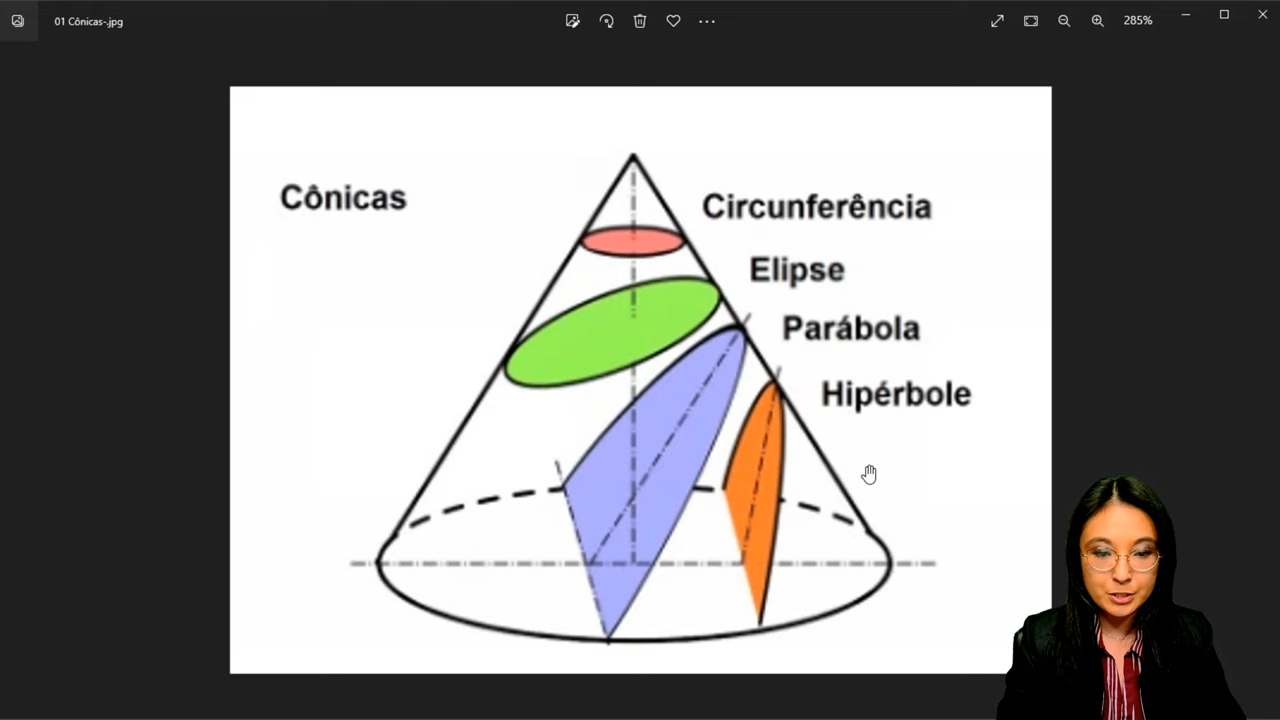 01 Cônicas-.jpg
285%
Cônicas
Circunferência
Elipse
Parábola
Hipérbole